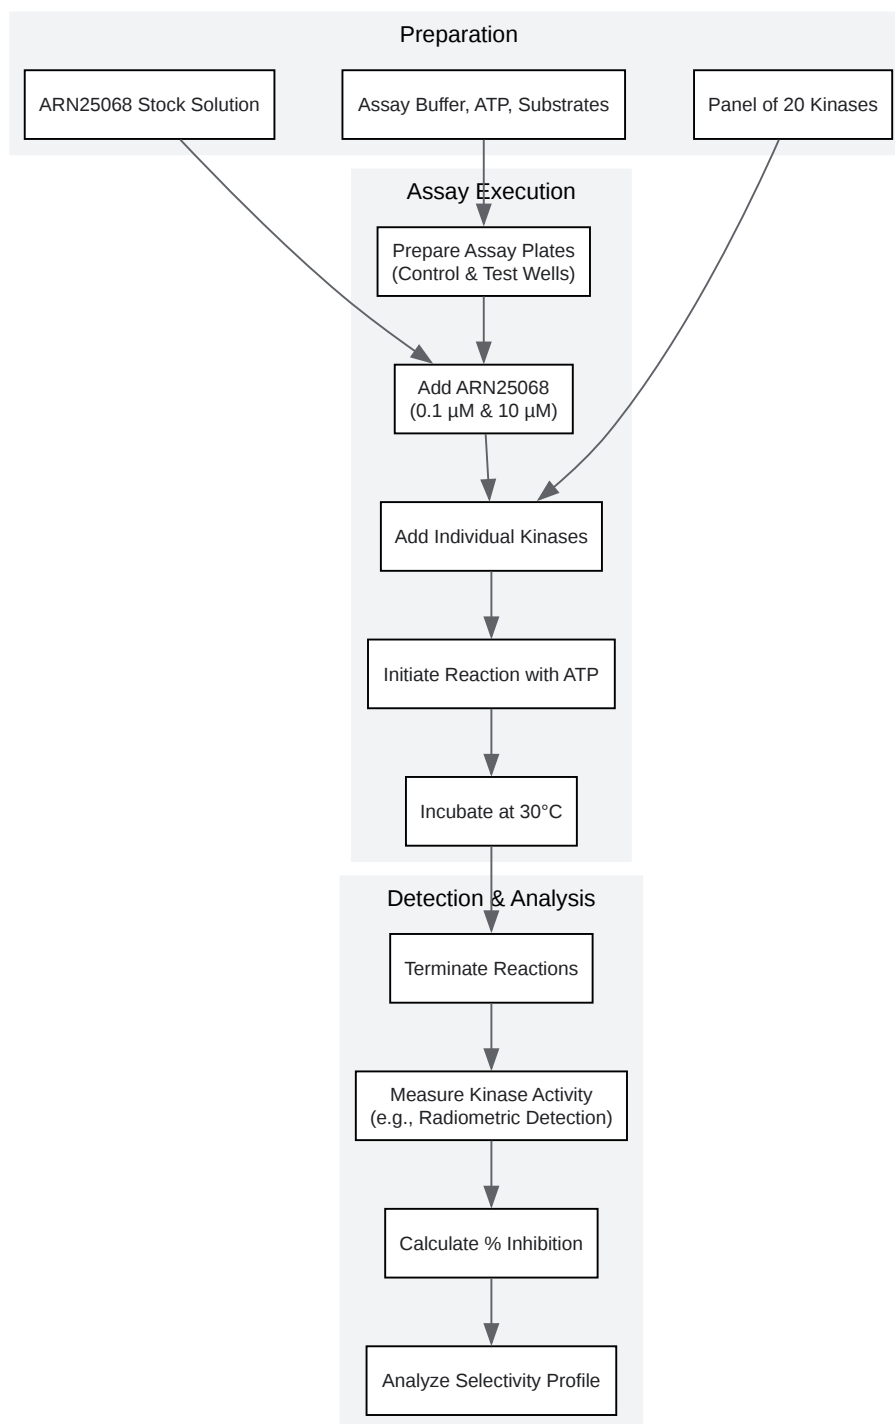 Preparation
ARN25068 Stock Solution
Assay Buffer, ATP, Substrates
Panel of 20 Kinases
Assay Execution
Prepare Assay Plates
(Control & Test Wells)
Add ARN25068
(0.1 µM & 10 µM)
Add Individual Kinases
Initiate Reaction with ATP
Incubate at 30°C
Detection & Analysis
Terminate Reactions
Measure Kinase Activity
(e.g., Radiometric Detection)
Calculate % Inhibition
Analyze Selectivity Profile